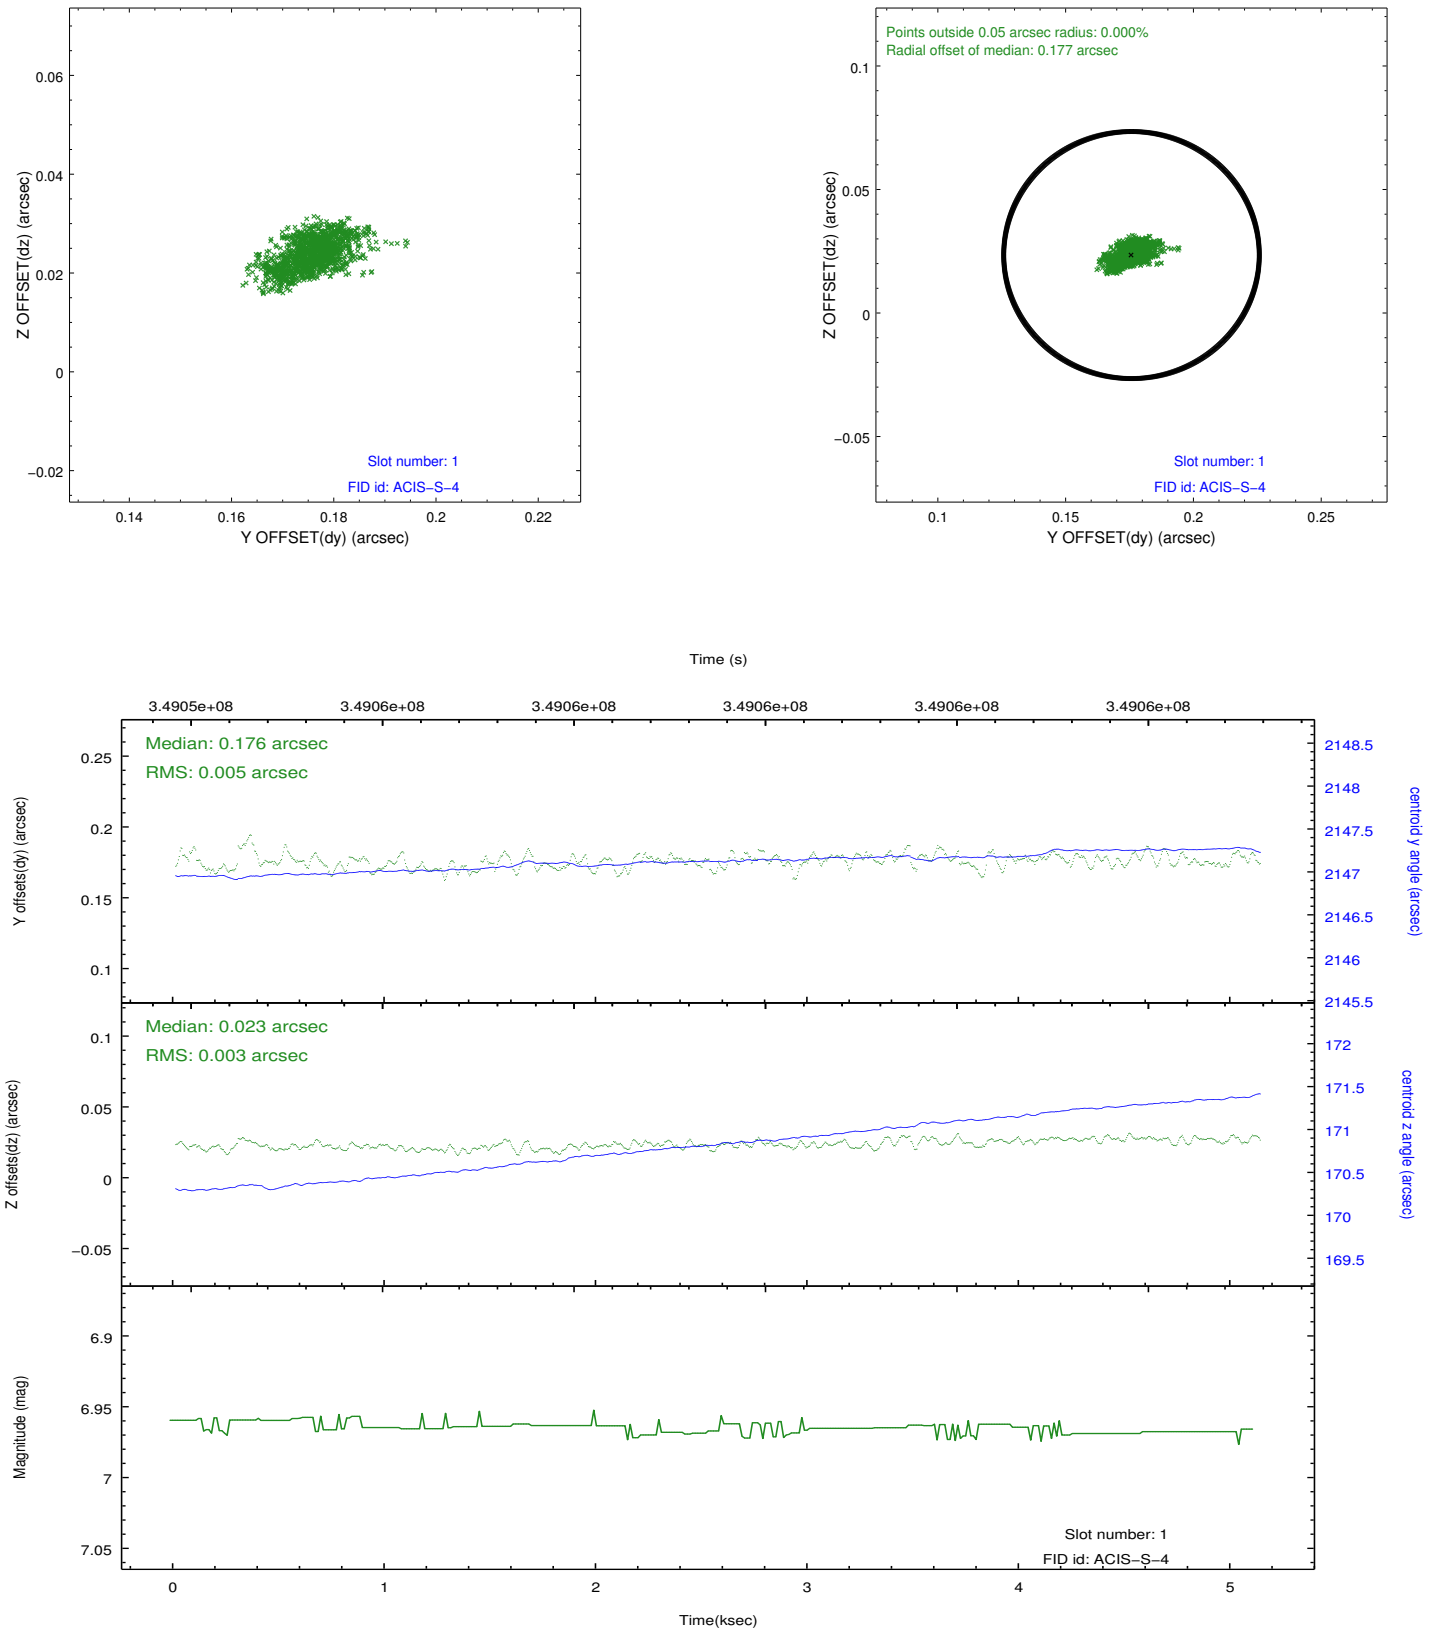 0.06
0.04
0.02
0
−0.02
Z OFFSET(dz) (arcsec)
Slot number: 1
FID id: ACIS−S−4
0.14
0.16
0.18
0.2
0.22
Y OFFSET(dy) (arcsec)
Points outside 0.05 arcsec radius: 0.000%
Radial offset of median: 0.177 arcsec
0.1
0.05
0
−0.05
Z OFFSET(dz) (arcsec)
Slot number: 1
FID id: ACIS−S−4
0.1
0.15
0.2
0.25
Y OFFSET(dy) (arcsec)
Time (s)
3.4905e+08
3.4906e+08
3.4906e+08
3.4906e+08
3.4906e+08
3.4906e+08
Median: 0.176 arcsec
RMS: 0.005 arcsec
0.25
0.2
0.15
0.1
Y offsets(dy) (arcsec)
2148.5
2148
2147.5
2147
2146.5
2146
2145.5
centroid y angle (arcsec)
Median: 0.023 arcsec
RMS: 0.003 arcsec
0.1
0.05
0
−0.05
Z offsets(dz) (arcsec)
172
171.5
171
170.5
170
169.5
centroid z angle (arcsec)
6.9
6.95
7
7.05
Magnitude (mag)
Slot number: 1
FID id: ACIS−S−4
0
1
2
3
4
5
Time(ksec)